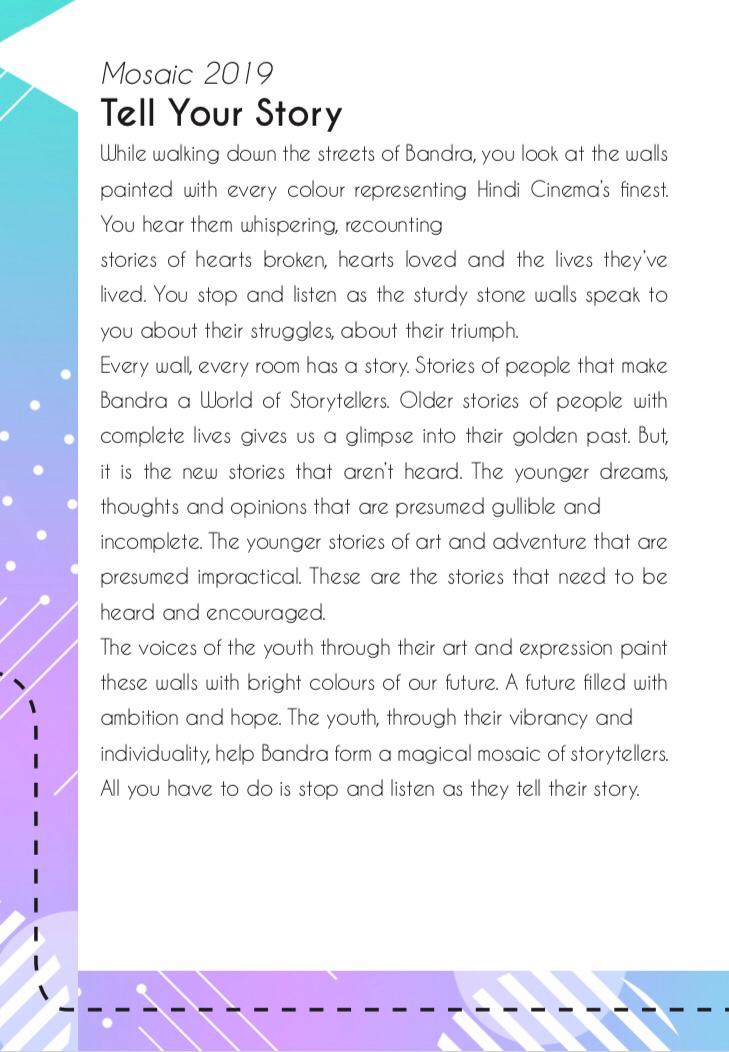 Mosaic 2019
Tell Your Story
While walking down the streets of Bandra, you look at the walls
painted with every colour representing Hindi Cinema's finest.
You hear them whispering, recounting
stories of hearts broken, hearts loved and the lives they've
lived. You stop and listen as the sturdy stone walls speak to
you about their struggles, about their triumph.
Every wall, every room has a story. Stories of people that make
Bandra a World of Storytellers. Older stories of people with
complete lives gives us a glimpse into their golden past. But,
it is the new stories that aren't heard. The younger dreams,
thoughts and opinions that are presumed gullible and
incomplete. The younger stories of art and adventure that are
presumed impractical. These are the stories that need to be
heard and encouraged.
The voices of the youth through their art and expression paint
these walls with bright colours of our future. A future filled with
ambition and hope. The youth, through their vibrancy and
individuality, help Bandra form a magical mosaic of storytellers.
All you have to do is stop and listen as they tell their story.